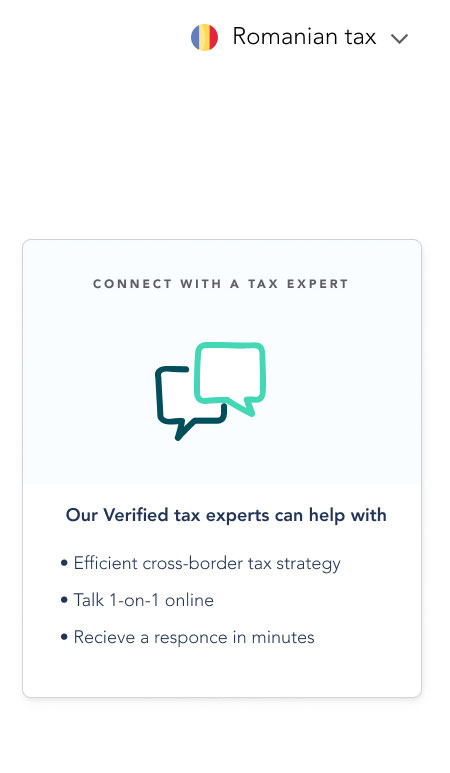 Romanian tax
CONNECT WITH A TAX EXPERT
Our Verified tax experts can help with
• Efficient cross-border tax strategy
• Talk 1-on-1 online
• Recieve a responce in minutes